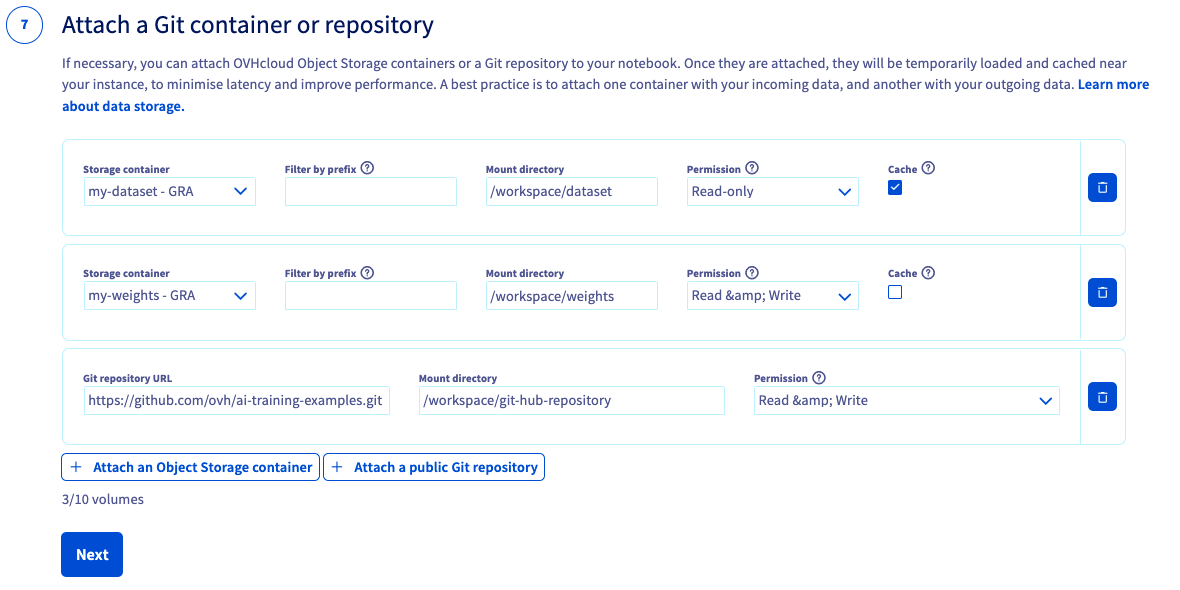 7
Attach a Git container or repository
If necessary, you can attach OVHcloud Object Storage containers or a Git repository to your notebook. Once they are attached, they will be temporarily loaded and cached near
your instance, to minimise latency and improve performance. A best practice is to attach one container with your incoming data, and another with your outgoing data. Learn more
about data storage.
Storage container Filter by prefix ? Mount directory Permission ? Cache ?
my-dataset - GRA /workspace/dataset Read-only
Storage container Filter by prefix ? Mount directory Permission ? Cache ?
my-weights - GRA /workspace/weights Read &amp; Write
Git repository URL Mount directory Permission ?
https://github.com/ovh/ai-training-examples.git /workspace/git-hub-repository Read &amp; Write
+ Attach an Object Storage container + Attach a public Git repository
3/10 volumes
Next